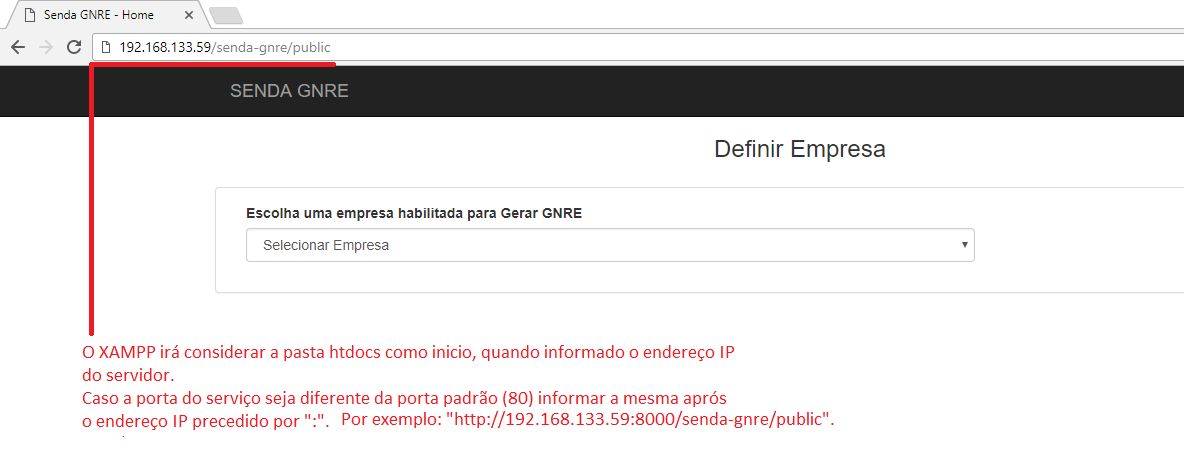 Senda GNRE - Home
192.168.133.59/senda-gnre/public
SENDA GNRE
Definir Empresa
Escolha uma empresa habilitada para Gerar GNRE
Selecionar Empresa
O XAMPP irá considerar a pasta htdocs como inicio, quando informado o endereço IP
do servidor.
Caso a porta do serviço seja diferente da porta padrão (80) informar a mesma aprós
o endereço IP precedido por ":". Por exemplo: "http://192.168.133.59:8000/senda-gnre/public".